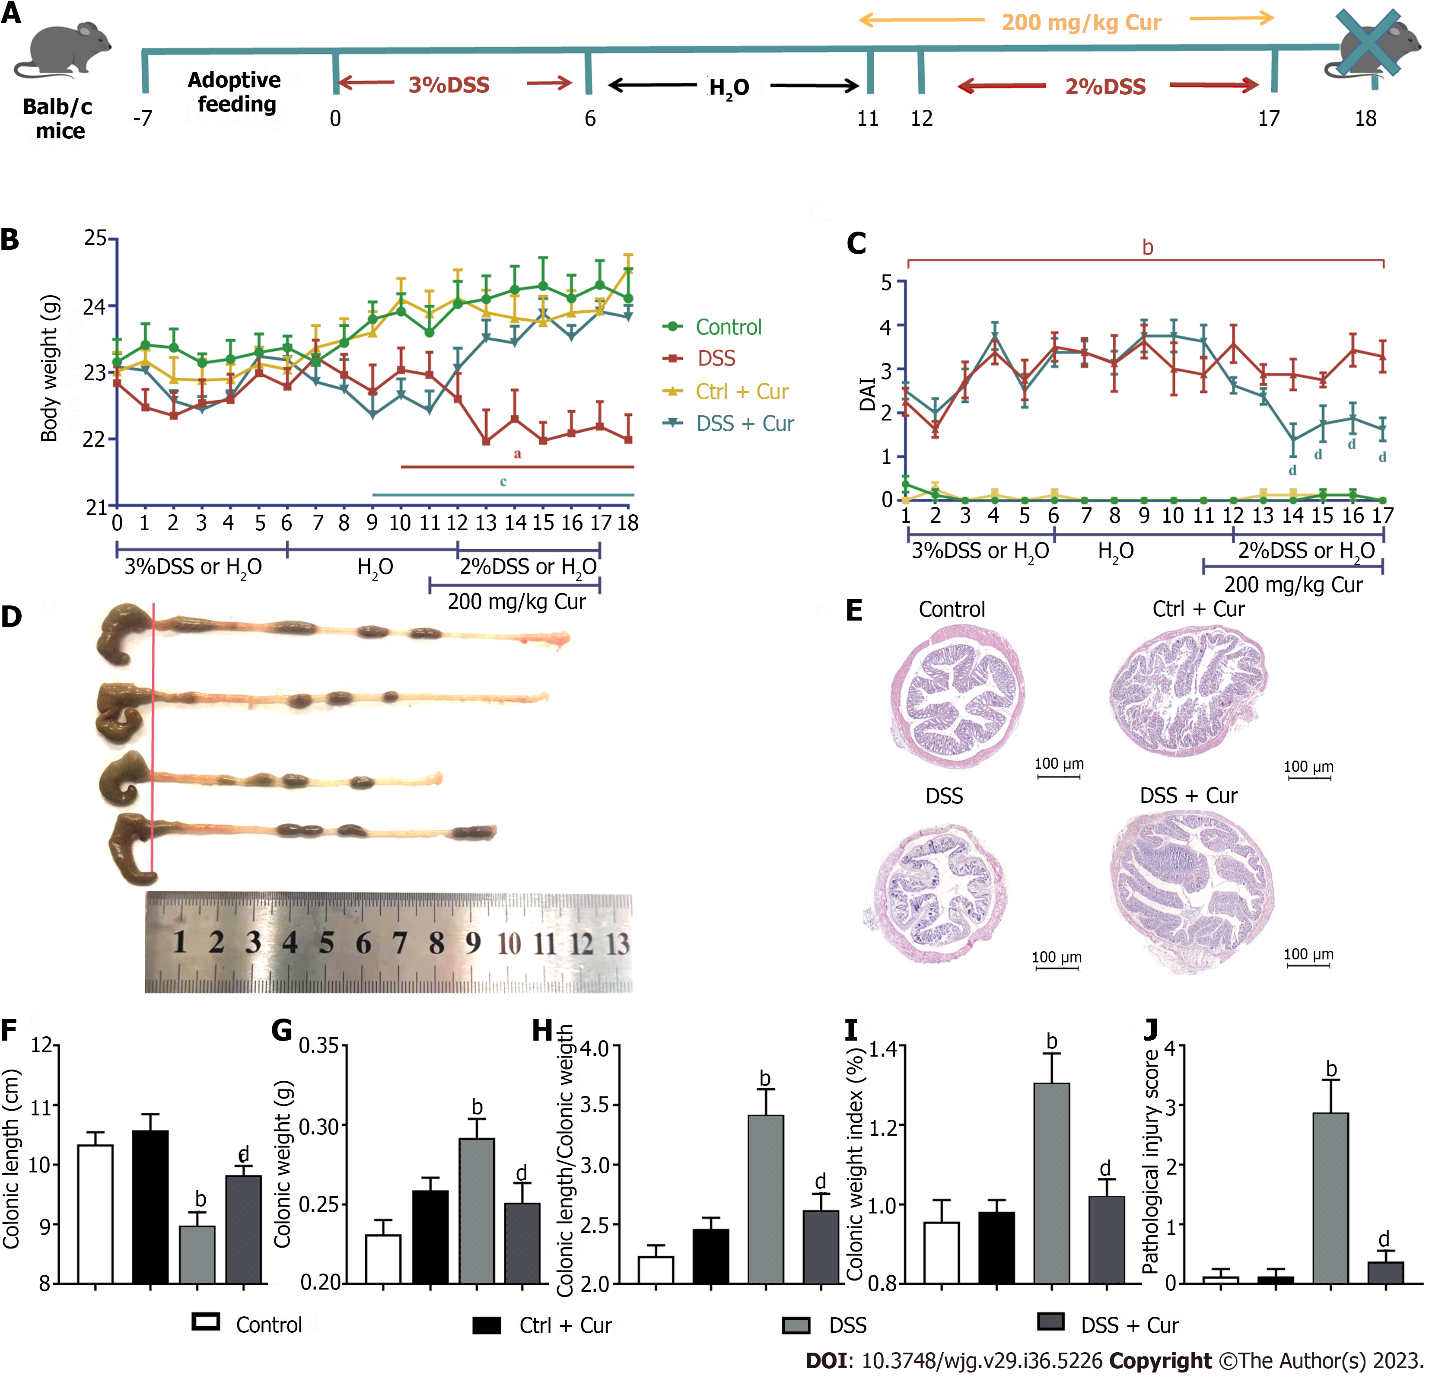 A
200 mg/kg Cur
Balb/c
mice
Adoptive
feeding
3%DSS
H2O
2%DSS
-7
0
6
11
12
17
18
B
Body weight (g)
25
24
23
22
21
a
c
0 1 2 3 4 5 6 7 8 9 10 11 12 13 14 15 16 17 18
3%DSS or H2O
H2O
2%DSS or H2O
200 mg/kg Cur
Control
DSS
Ctrl + Cur
DSS + Cur
C
b
DAI
5
4
3
2
1
0
d d d d
1 2 3 4 5 6 7 8 9 10 11 12 13 14 15 16 17
3%DSS or H2O
H2O
2%DSS or H2O
200 mg/kg Cur
D
1 2 3 4 5 6 7 8 9 10 11 12 13
E
Control
Ctrl + Cur
100 µm
100 µm
DSS
DSS + Cur
100 µm
100 µm
F
Colonic length (cm)
12
11
10
9
8
b
d
G
Colonic weight (g)
0.35
0.30
0.25
0.20
b
d
H
Colonic length/Colonic weigth
4.0
3.5
3.0
2.5
2.0
b
d
I
Colonic weight index (%)
1.4
1.2
1.0
0.8
b
d
J
Pathological injury score
4
3
2
1
0
b
d
Control
Ctrl + Cur
DSS
DSS + Cur
DOI: 10.3748/wjg.v29.i36.5226 Copyright ©The Author(s) 2023.